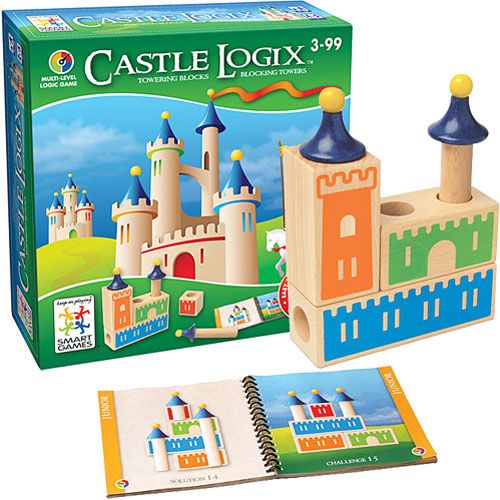 MULTI-LEVEL
LOGIC GAME
CASTLE LOGIX™
3-99
TOWERING BLOCKS BLOCKING TOWERS
keep on playing!
SMART
GAMES
JUNIOR
SOLUTION 14
JUNIOR
CHALLENGE 15